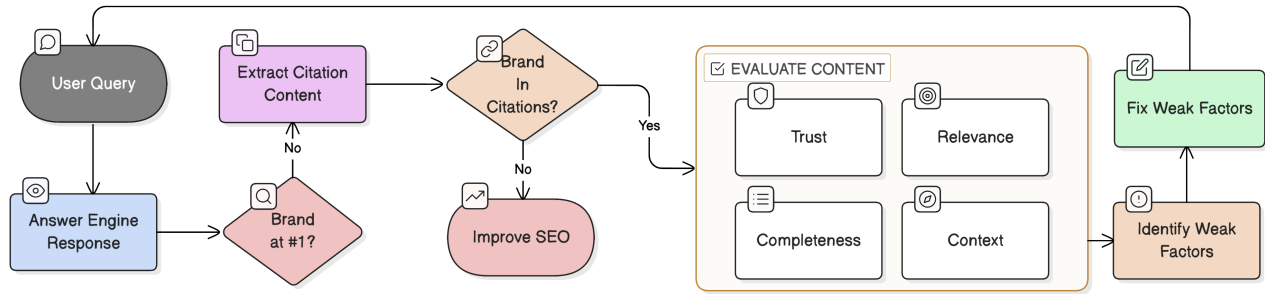 User Query
Answer Engine
Response
Brand
at #1?
No
Extract Citation
Content
Brand
In
Citations?
No
Improve SEO
Yes
EVALUATE CONTENT
Trust
Relevance
Completeness
Context
Identify Weak
Factors
Fix Weak Factors